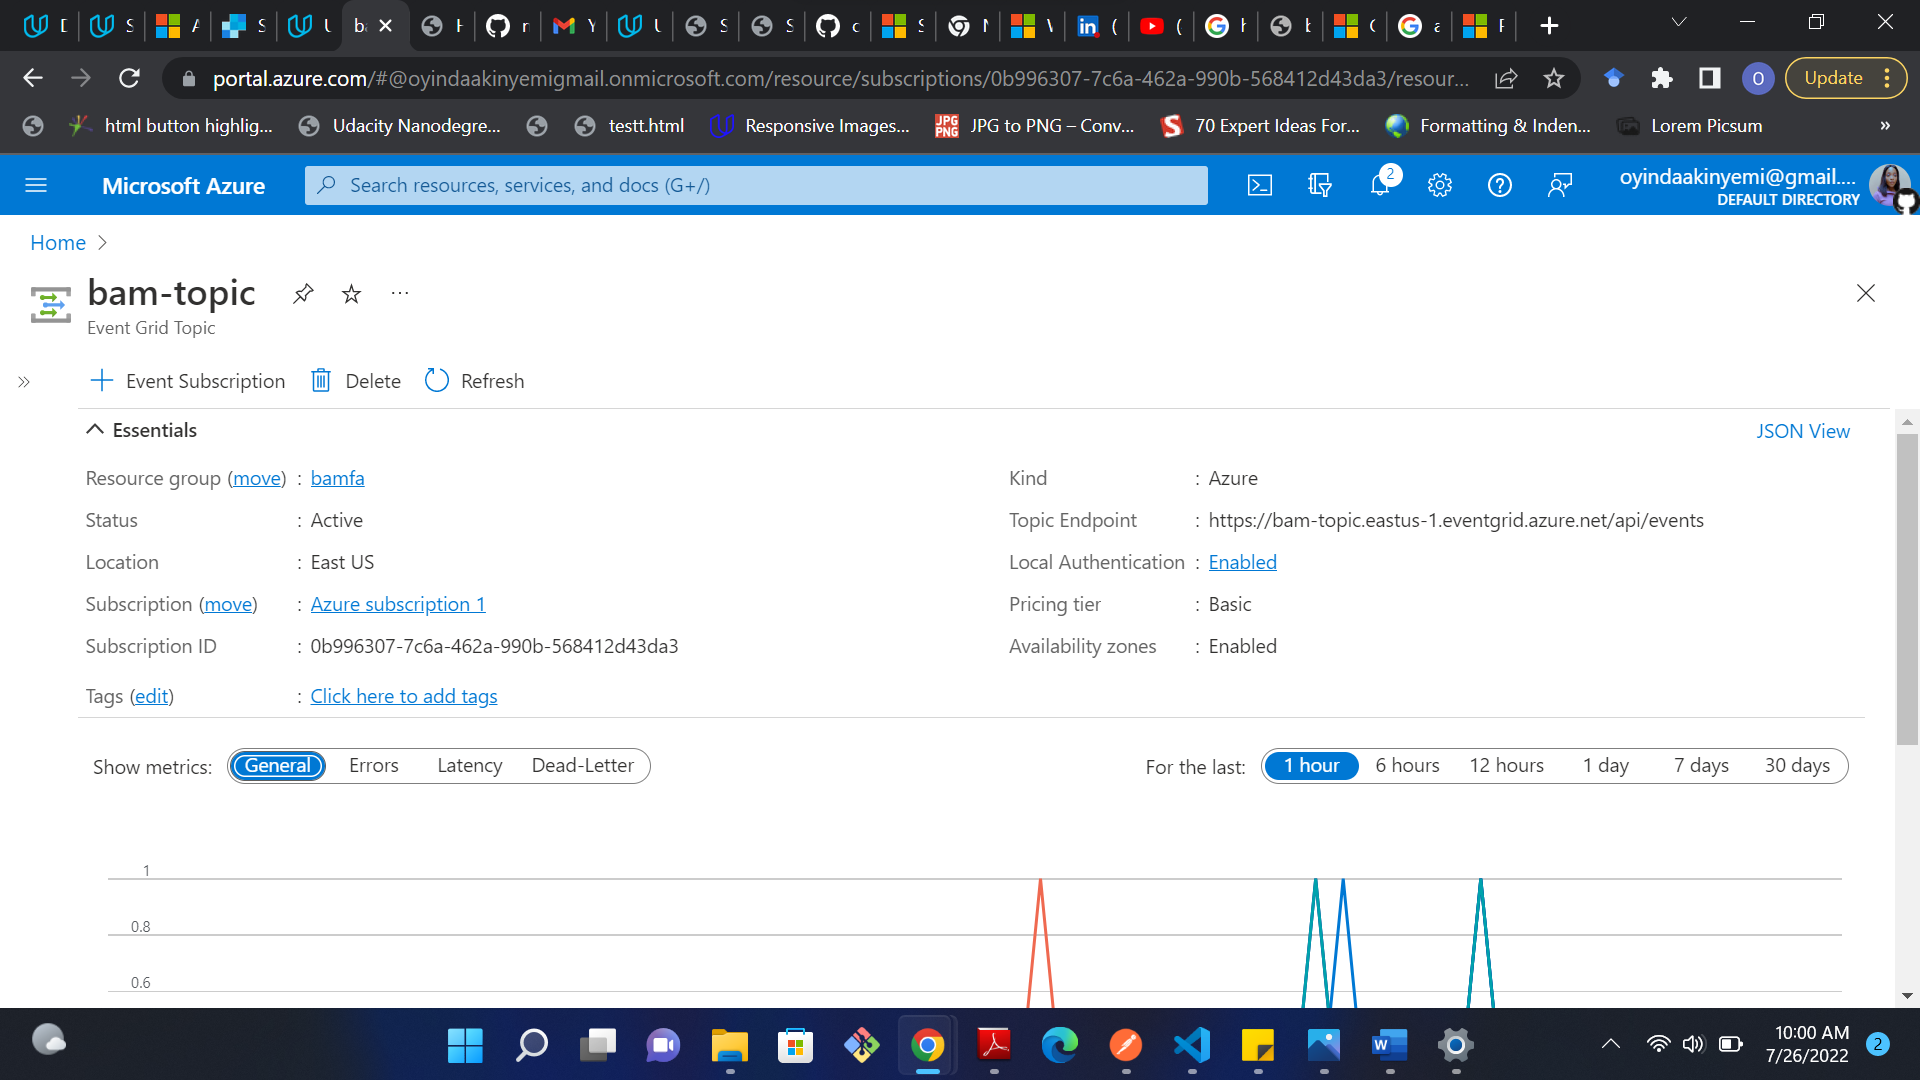 portal.azure.com/#@oyindaakinyemigmail.onmicrosoft.com/resource/subscriptions/0b996307-7c6a-462a-990b-568412d43da3/resour...
O
Update
html button highlig...
Udacity Nanodegre...
testt.html
Responsive Images...
JPG to PNG – Conv...
70 Expert Ideas For...
Formatting & Inden...
Lorem Picsum
»
Microsoft Azure
Search resources, services, and docs (G+/)
2
oyindaakinyemi@gmail....
DEFAULT DIRECTORY
Home
bam-topic
Event Grid Topic
Event Subscription
Delete
Refresh
Essentials
JSON View
Resource group (move) : bamfa
Status : Active
Location : East US
Subscription (move) : Azure subscription 1
Subscription ID : 0b996307-7c6a-462a-990b-568412d43da3
Tags (edit) : Click here to add tags
Kind : Azure
Topic Endpoint : https://bam-topic.eastus-1.eventgrid.azure.net/api/events
Local Authentication : Enabled
Pricing tier : Basic
Availability zones : Enabled
Show metrics: General Errors Latency Dead-Letter
For the last: 1 hour 6 hours 12 hours 1 day 7 days 30 days
1
0.8
0.6
10:00 AM
7/26/2022
2